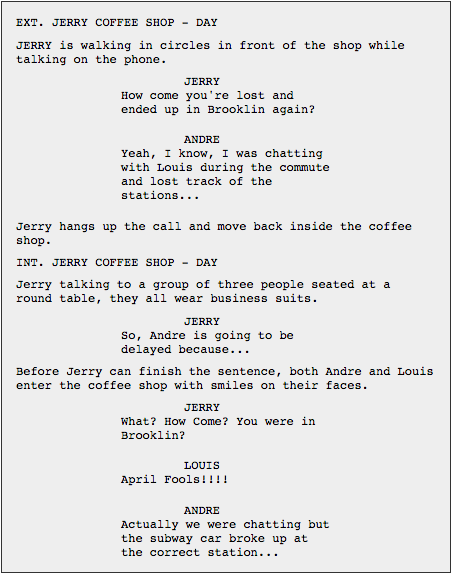 EXT. JERRY COFFEE SHOP - DAY
JERRY is walking in circles in front of the shop while
talking on the phone.
JERRY
How come you're lost and
ended up in Brooklin again?
ANDRE
Yeah, I know, I was chatting
with Louis during the commute
and lost track of the
stations...
Jerry hangs up the call and move back inside the coffee
shop.
INT. JERRY COFFEE SHOP - DAY
Jerry talking to a group of three people seated at a
round table, they all wear business suits.
JERRY
So, Andre is going to be
delayed because...
Before Jerry can finish the sentence, both Andre and Louis
enter the coffee shop with smiles on their faces.
JERRY
What? How Come? You were in
Brooklin?
LOUIS
April Fools!!!!
ANDRE
Actually we were chatting but
the subway car broke up at
the correct station...